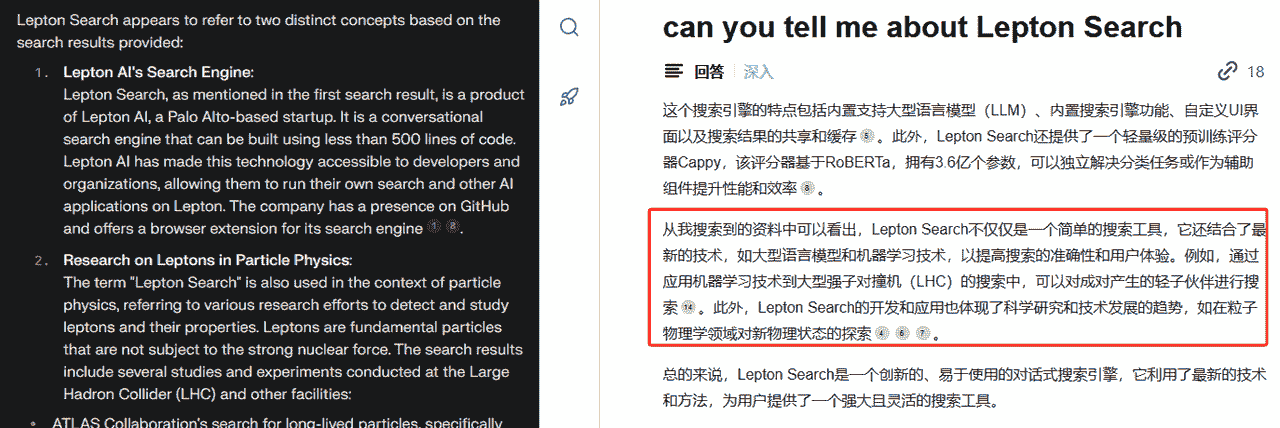 Lepton Search appears to refer to two distinct concepts based on the
search results provided:
1. Lepton AI's Search Engine:
Lepton Search, as mentioned in the first search result, is a product
of Lepton AI, a Palo Alto-based startup. It is a conversational
search engine that can be built using less than 500 lines of code.
Lepton AI has made this technology accessible to developers and
organizations, allowing them to run their own search and other AI
applications on Lepton. The company has a presence on GitHub
and offers a browser extension for its search engine 1 8.
2. Research on Leptons in Particle Physics:
The term "Lepton Search" is also used in the context of particle
physics, referring to various research efforts to detect and study
leptons and their properties. Leptons are fundamental particles
that are not subject to the strong nuclear force. The search results
include several studies and experiments conducted at the Large
Hadron Collider (LHC) and other facilities:
• ATLAS Collaboration's search for long-lived particles, specifically
can you tell me about Lepton Search
回答 深入 18
这个搜索引擎的特点包括内置支持大型语言模型（LLM）、内置搜索引擎功能、自定义UI界
面以及搜索结果的共享和缓存 6。此外，Lepton Search还提供了一个轻量级的预训练评分
器Cappy，该评分器基于RoBERTa，拥有3.6亿个参数，可以独立解决分类任务或作为辅助
组件提升性能和效率 8。
从我搜索到的资料中可以看出，Lepton Search不仅仅是一个简单的搜索工具，它还结合了最
新的技术，如大型语言模型和机器学习技术，以提高搜索的准确性和用户体验。例如，通过
应用机器学习技术到大型强子对撞机（LHC）的搜索中，可以对成对产生的轻子伙伴进行搜
索 14。此外，Lepton Search的开发和应用也体现了科学研究和技术发展的趋势，如在粒子
物理学领域对新物理状态的探索 4 6 7。
总的来说，Lepton Search是一个创新的、易于使用的对话式搜索引擎，它利用了最新的技术
和方法，为用户提供了一个强大且灵活的搜索工具。